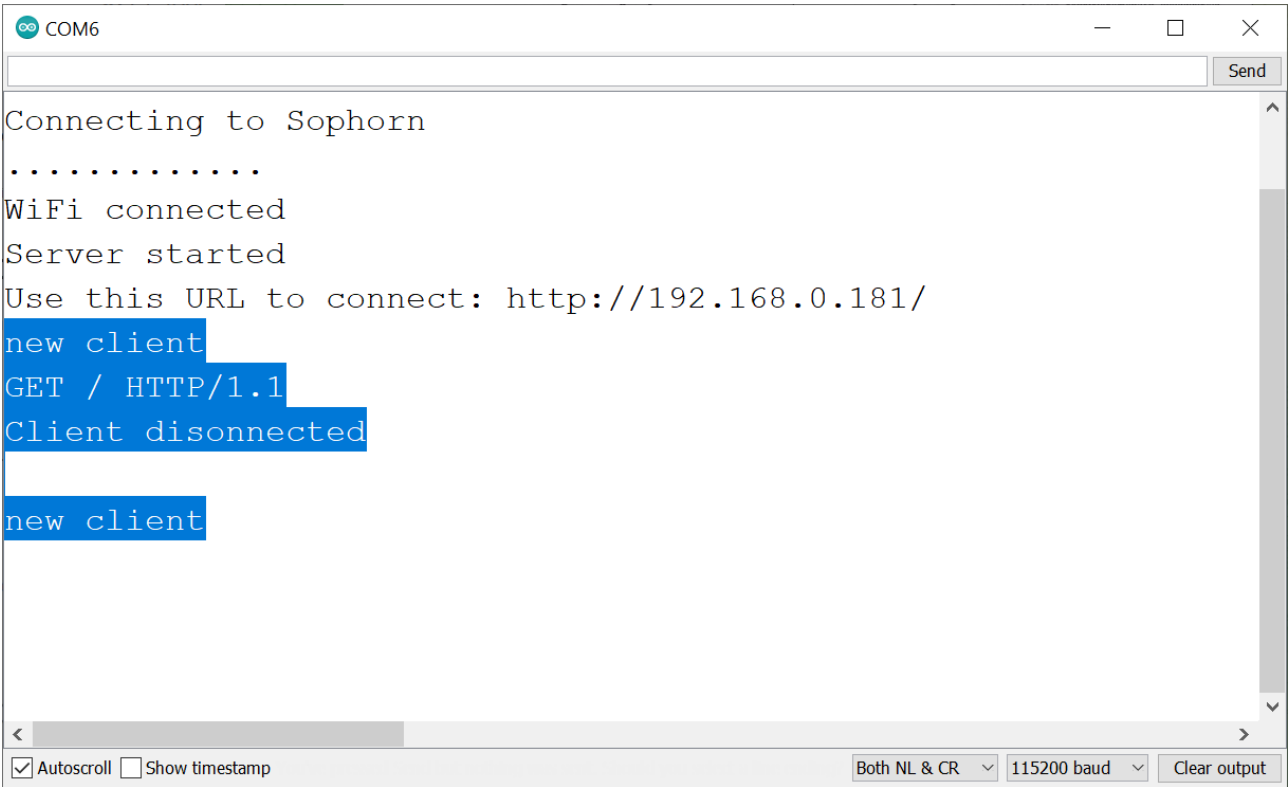 COM6
Send
Connecting to Sophorn
.............
WiFi connected
Server started
Use this URL to connect: http://192.168.0.181/
new client
GET / HTTP/1.1
Client disonnected
new client
Autoscroll Show timestamp Both NL & CR 115200 baud Clear output